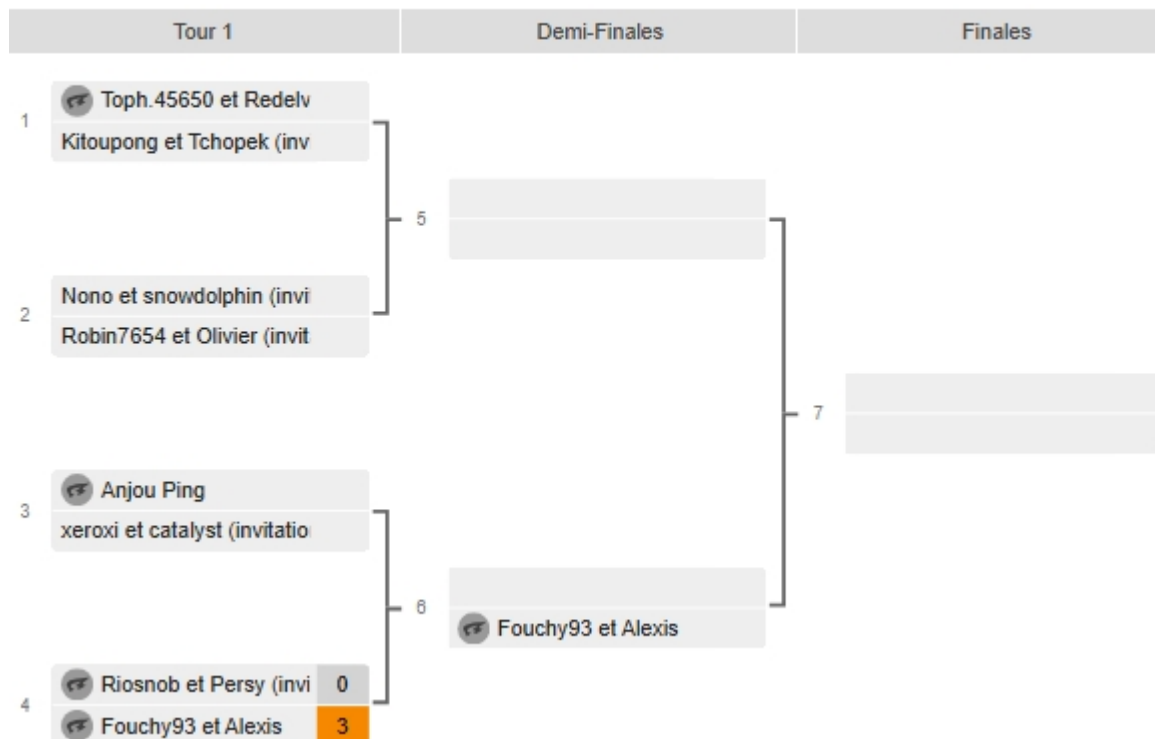 Tour 1
Demi-Finales
Finales
1
Toph.45650 et Redelv
Kitoupong et Tchopek (inv
5
2
Nono et snowdolphin (invi
Robin7654 et Olivier (invit
7
3
Anjou Ping
xeroxi et catalyst (invitatio
6
Fouchy93 et Alexis
4
Riosnob et Persy (invi 0
Fouchy93 et Alexis 3